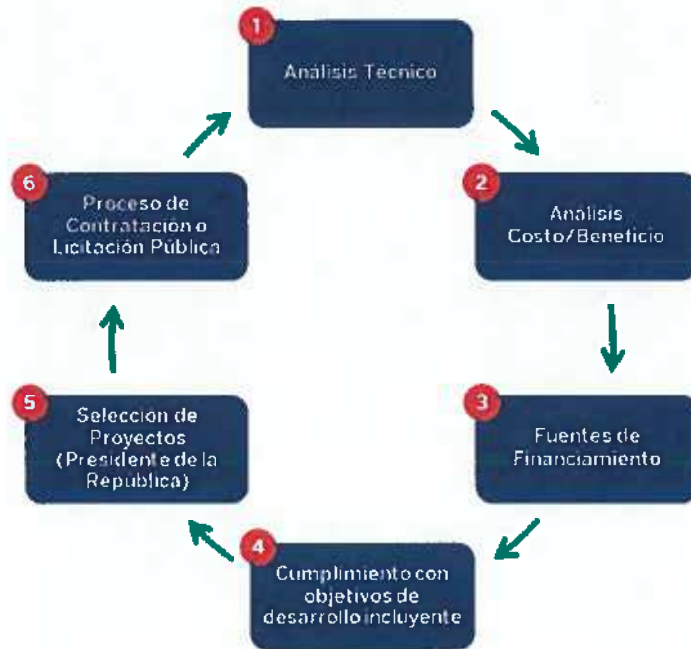 1
Análisis Técnico
2
Análisis
Costo/Beneficio
3
Fuentes de
Financiamiento
4
Cumplimiento con
objetivos de
desarrollo incluyente
5
Selección de
Proyectos
(Presidente de la
República)
6
Proceso de
Contratación o
Licitación Pública